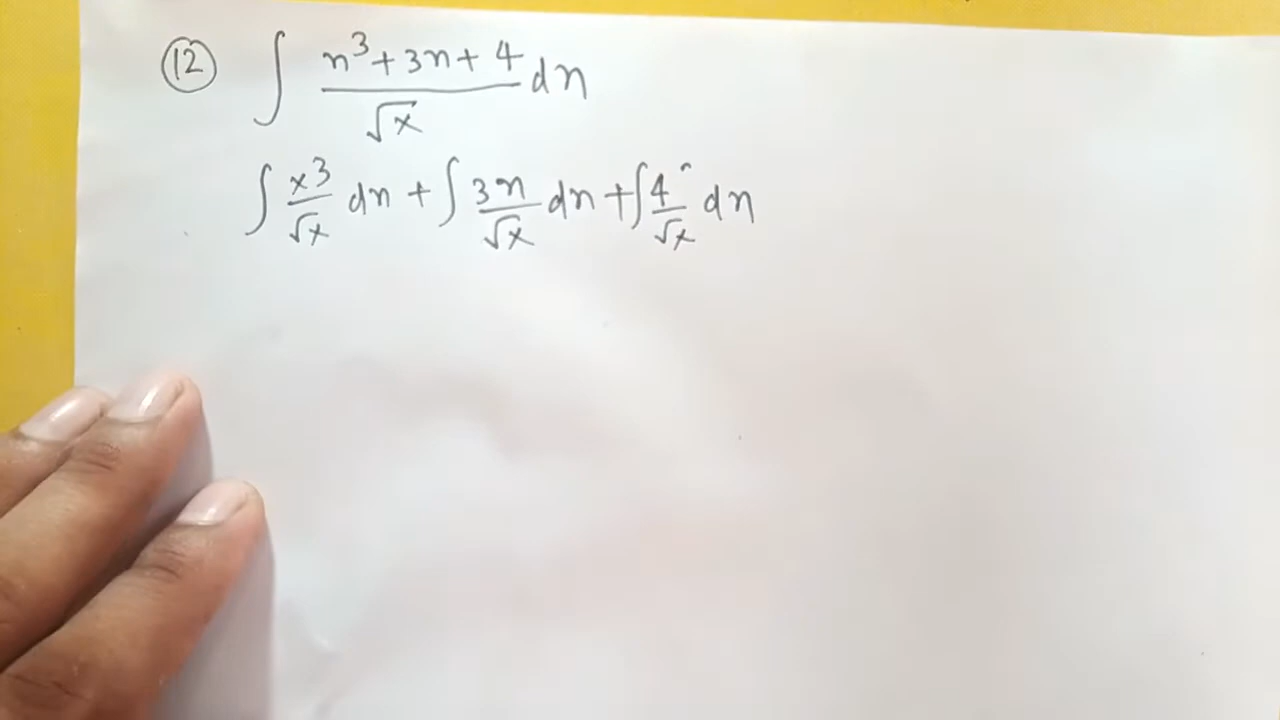 ⑫ ∫ (x³ + 3x + 4)/√x dx
∫ x³/√x dx + ∫ 3x/√x dx + ∫ 4/√x dx